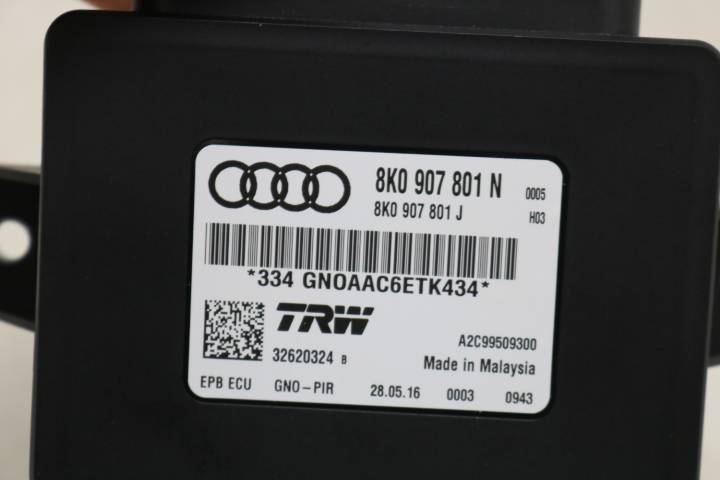 8K0 907 801 N 0005
8K0 907 801 J H03
*334 GNOAAC6ETK434*
TRW
A2C99509300
32620324 B Made in Malaysia
EPB ECU GNO-PIR 28.05.16 0003 0943